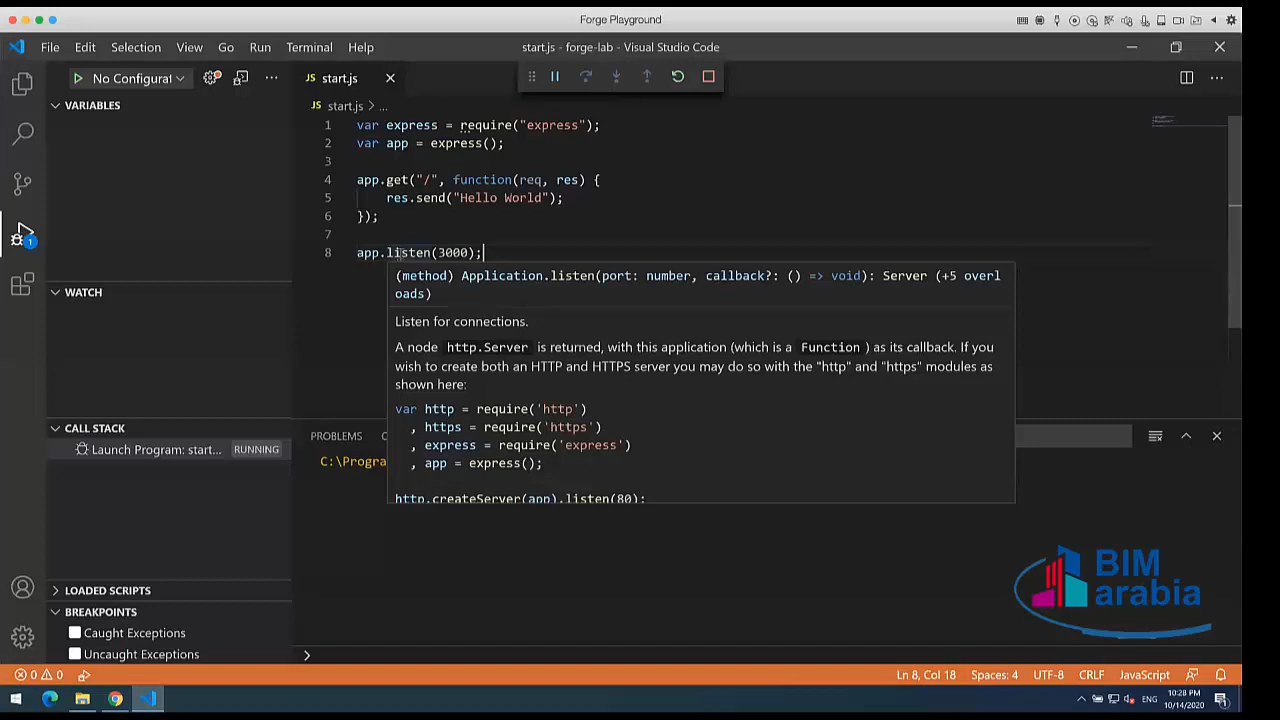 Forge Playground
File Edit Selection View Go Run Terminal Help
start.js - forge-lab - Visual Studio Code
No Configurat
JS start.js
VARIABLES
JS start.js > ...
1 var express = require("express");
2 var app = express();
3
4 app.get("/", function(req, res) {
5 res.send("Hello World");
6 });
7
8 app.listen(3000);
(method) Application.listen(port: number, callback?: () => void): Server (+5 overl
oads)
WATCH
Listen for connections.
A node http.Server is returned, with this application (which is a Function ) as its callback. If you
wish to create both an HTTP and HTTPS server you may do so with the "http" and "https" modules as
shown here:
var http = require('http')
, https = require('https')
, express = require('express')
, app = express();
http.createServer(app).listen(80);
CALL STACK
Launch Program: start... RUNNING
PROBLEMS
C:\Progra
BIM
arabia
LOADED SCRIPTS
BREAKPOINTS
Caught Exceptions
Uncaught Exceptions
1
0 0
Ln 8, Col 18 Spaces: 4 UTF-8 CRLF JavaScript
ENG
10:28 PM
10/14/2020